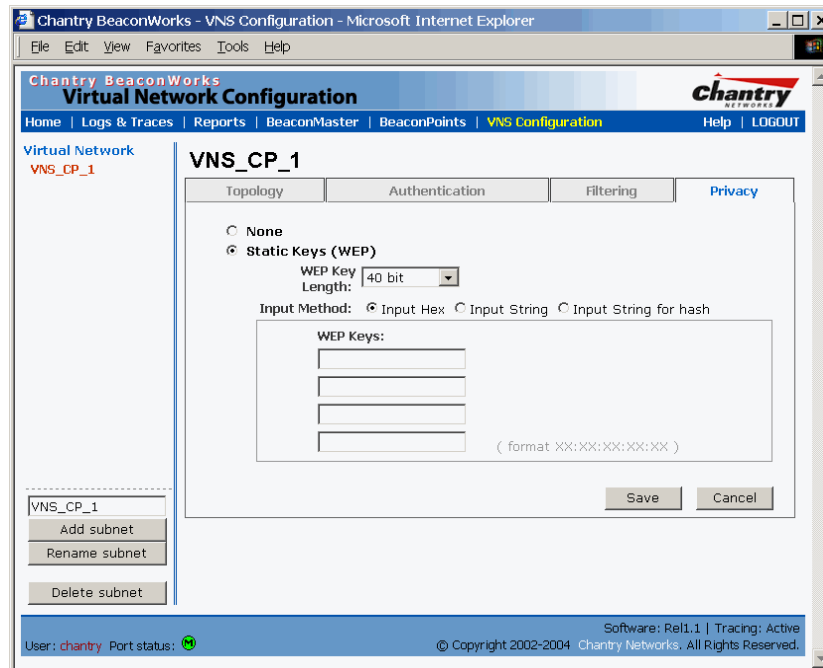 Chantry BeaconWorks - VNS Configuration - Microsoft Internet Explorer
File Edit View Favorites Tools Help
Chantry BeaconWorks
Virtual Network Configuration
Chantry
NETWORKS
Home | Logs & Traces | Reports | BeaconMaster | BeaconPoints | VNS Configuration Help | LOGOUT
Virtual Network
VNS_CP_1
VNS_CP_1
Topology Authentication Filtering Privacy
None
Static Keys (WEP)
WEP Key Length: 40 bit
Input Method: Input Hex Input String Input String for hash
WEP Keys:
( format XX:XX:XX:XX:XX )
Save Cancel
VNS_CP_1
Add subnet
Rename subnet
Delete subnet
Software: Rel1.1 | Tracing: Active
User: chantry Port status: M © Copyright 2002-2004 Chantry Networks. All Rights Reserved.